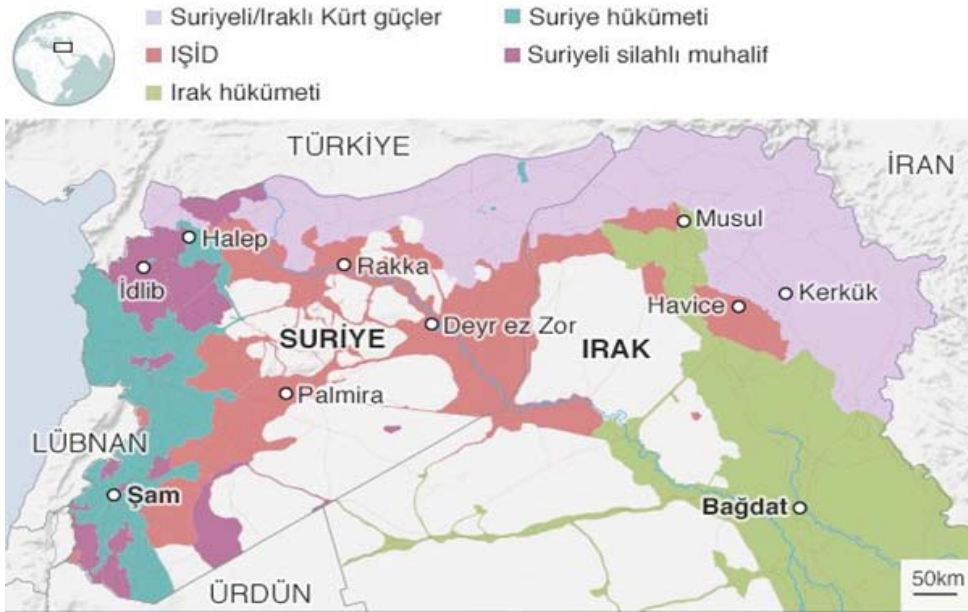 Suriyeli/Iraklı Kürt güçler
Suriye hükümeti
IŞİD
Suriyeli silahlı muhalif
Irak hükümeti
TÜRKİYE
İRAN
Musul
Halep
Rakka
İdlib
Kerkük
Havice
Deyr ez Zor
SURİYE
IRAK
Palmira
LÜBNAN
Şam
Bağdat
ÜRDÜN
50km